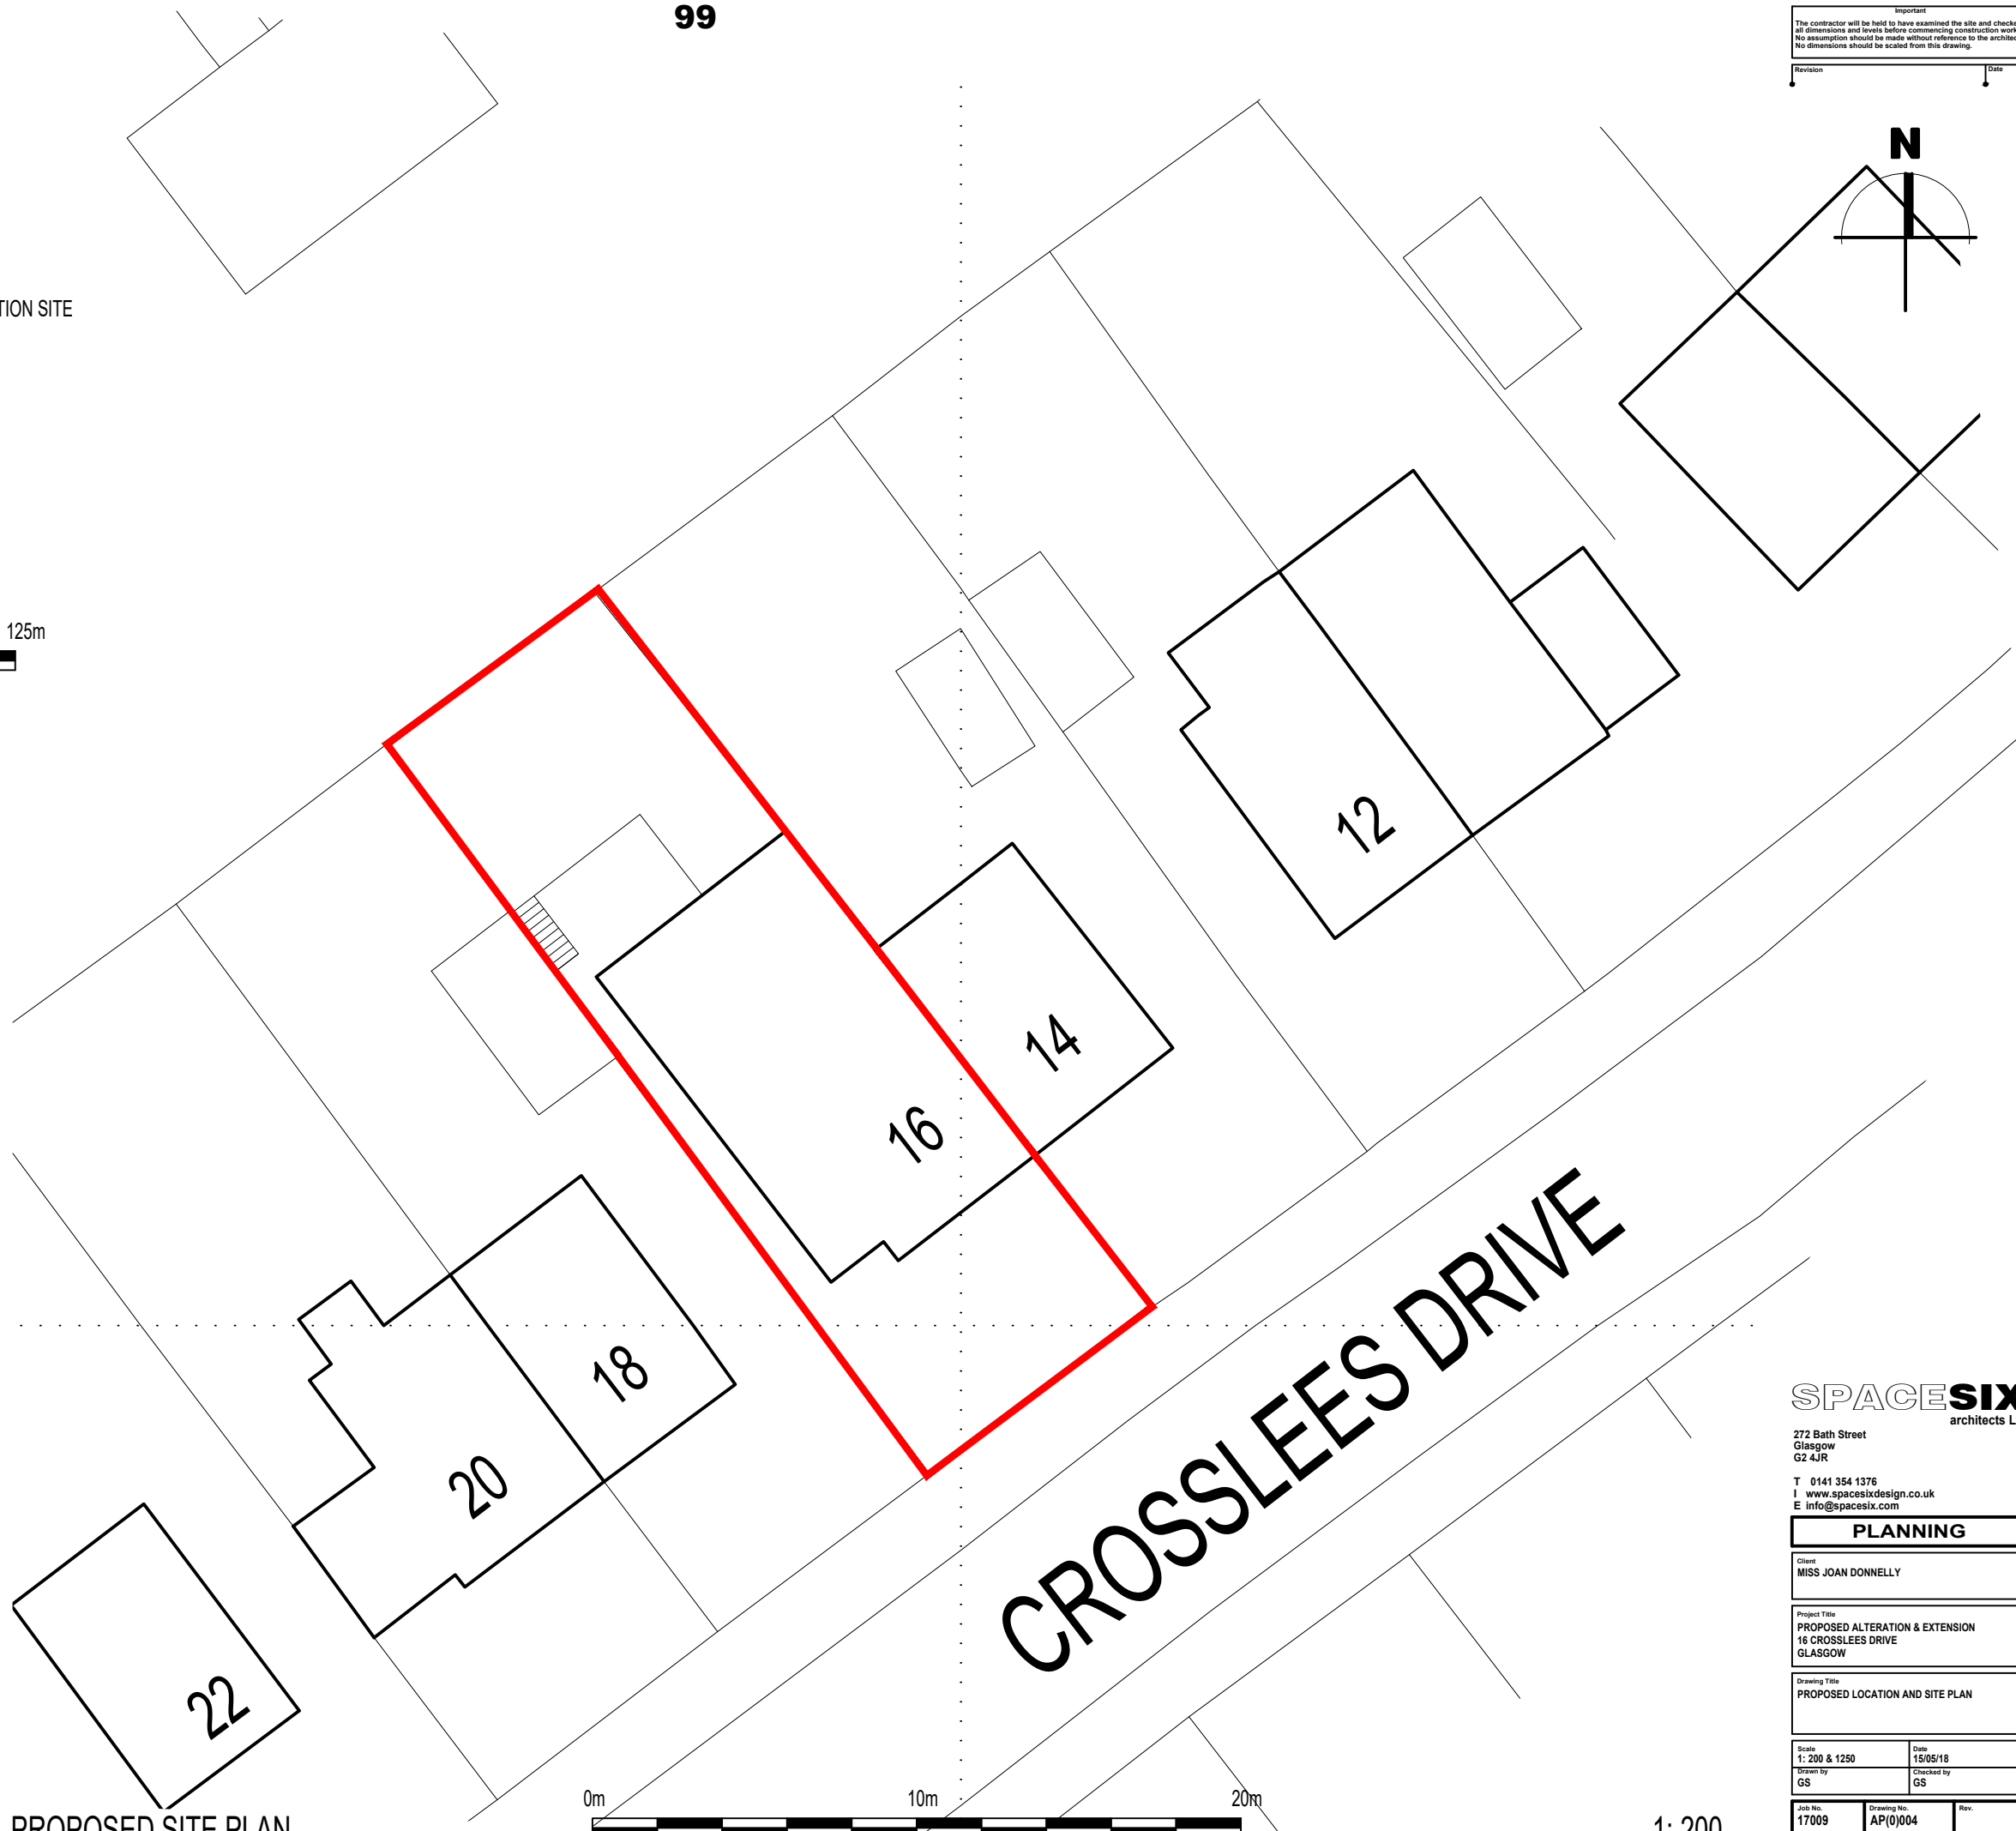 99
Important
The contractor will be held to have examined the site and
all dimensions and levels before commencing construction
No assumption should be made without reference to the
No dimensions should be scaled from this drawing.
Revision Date
N
SITE
125m
12
14
16
18
20
22
CROSSLEES DRIVE
SPACESIX
architects
272 Bath Street
Glasgow
G2 4JR
T 0141 354 1376
I www.spacesixdesign.co.uk
E info@spacesix.com
PLANNING
Client
MISS JOAN DONNELLY
Project Title
PROPOSED ALTERATION & EXTENSION
16 CROSSLEES DRIVE
GLASGOW
Drawing Title
PROPOSED LOCATION AND SITE PLAN
Scale Date
1: 200 & 1250 15/05/18
Drawn by Checked by
GS GS
Job No. Drawing No. Rev.
17009 AP(0)004
0m 10m 20m
PROPOSED SITE PLAN 1: 200